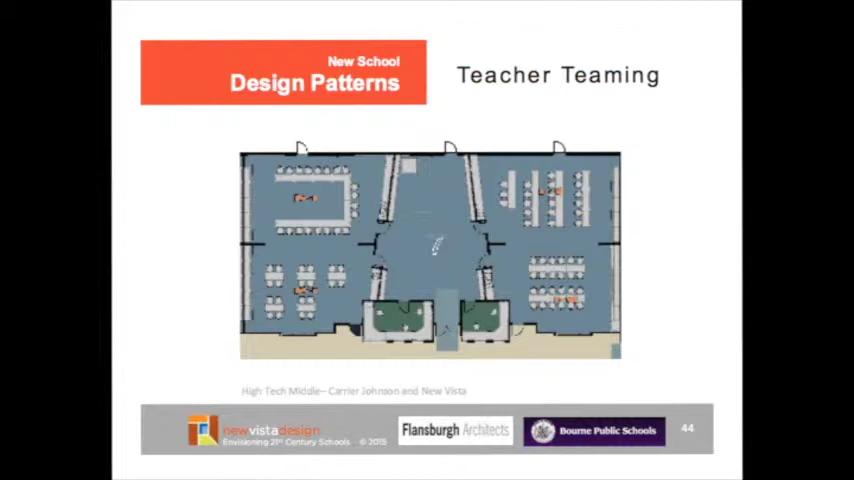 New School
Design Patterns
Teacher Teaming
High Tech Middle– Carrier Johnson and New Vista
newvistadesign
Envisioning 21st Century Schools © 2015
Flansburgh Architects
Bourne Public Schools
44